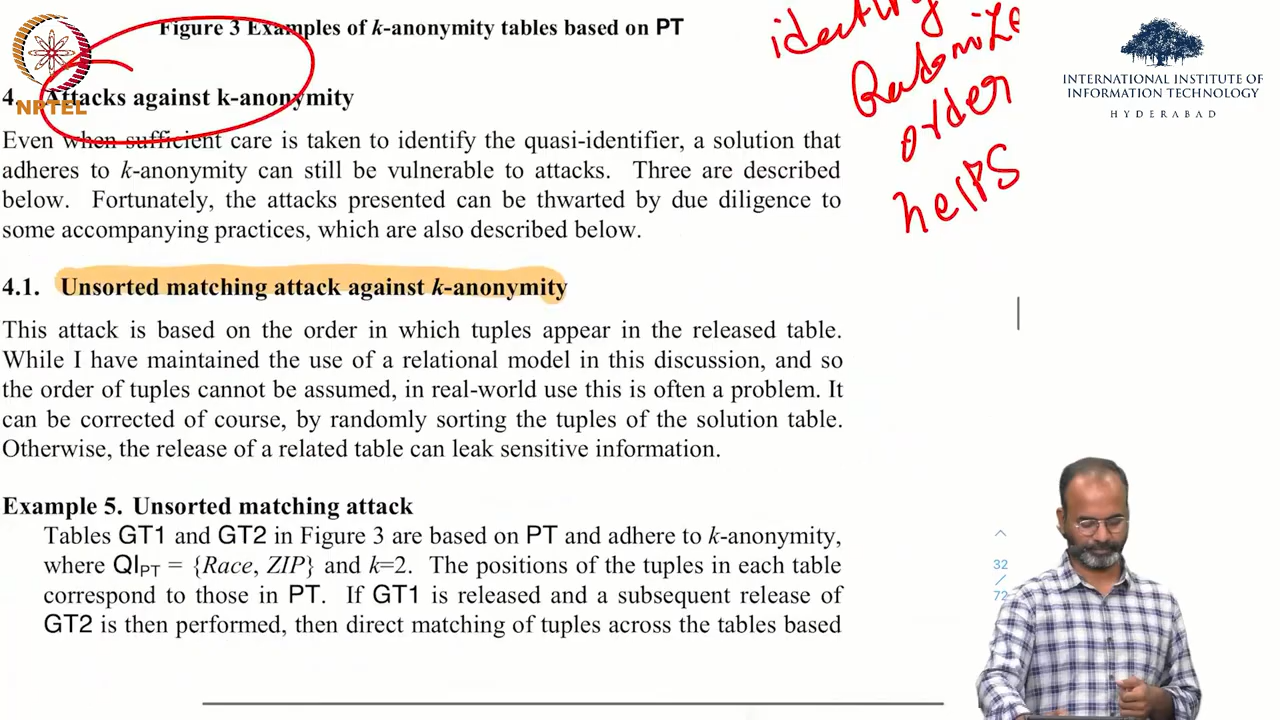 Figure 3 Examples of k-anonymity tables based on PT
identity
Randomize
order
helps
NPTEL
INTERNATIONAL INSTITUTE OF
INFORMATION TECHNOLOGY
HYDERABAD
4. Attacks against k-anonymity
Even when sufficient care is taken to identify the quasi-identifier, a solution that
adheres to k-anonymity can still be vulnerable to attacks. Three are described
below. Fortunately, the attacks presented can be thwarted by due diligence to
some accompanying practices, which are also described below.
4.1. Unsorted matching attack against k-anonymity
This attack is based on the order in which tuples appear in the released table.
While I have maintained the use of a relational model in this discussion, and so
the order of tuples cannot be assumed, in real-world use this is often a problem. It
can be corrected of course, by randomly sorting the tuples of the solution table.
Otherwise, the release of a related table can leak sensitive information.
Example 5. Unsorted matching attack
Tables GT1 and GT2 in Figure 3 are based on PT and adhere to k-anonymity,
where QIPT = {Race, ZIP} and k=2. The positions of the tuples in each table
correspond to those in PT. If GT1 is released and a subsequent release of
GT2 is then performed, then direct matching of tuples across the tables based
32
/
72